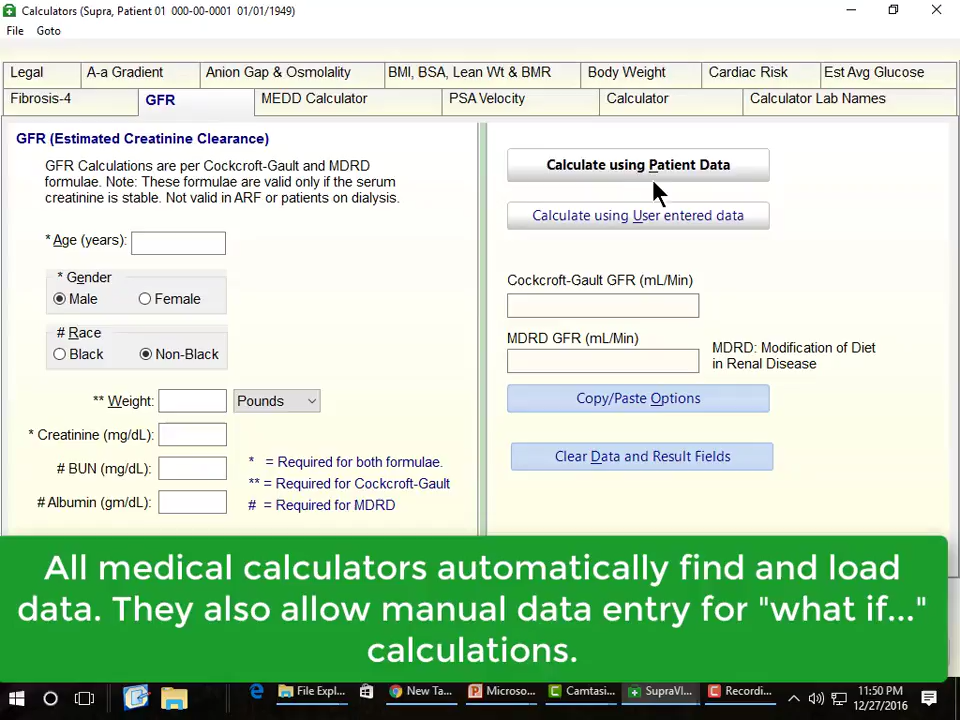 Calculators (Supra, Patient 01 000-00-0001 01/01/1949)
File Goto
Legal A-a Gradient Anion Gap & Osmolality BMI, BSA, Lean Wt & BMR Body Weight Cardiac Risk Est Avg Glucose
Fibrosis-4 GFR MEDD Calculator PSA Velocity Calculator Calculator Lab Names
GFR (Estimated Creatinine Clearance)
GFR Calculations are per Cockcroft-Gault and MDRD
formulae. Note: These formulae are valid only if the serum
creatinine is stable. Not valid in ARF or patients on dialysis.
* Age (years):
* Gender
Male Female
# Race
Black Non-Black
** Weight: Pounds
* Creatinine (mg/dL):
# BUN (mg/dL):
# Albumin (gm/dL):
* = Required for both formulae.
** = Required for Cockcroft-Gault
# = Required for MDRD
Calculate using Patient Data
Calculate using User entered data
Cockcroft-Gault GFR (mL/Min)
MDRD GFR (mL/Min)
MDRD: Modification of Diet
in Renal Disease
Copy/Paste Options
Clear Data and Result Fields
All medical calculators automatically find and load
data. They also allow manual data entry for "what if..."
calculations.
File Expl... New Ta... Microso... Camtasi... SupraVI... Recordi...
11:50 PM
12/27/2016